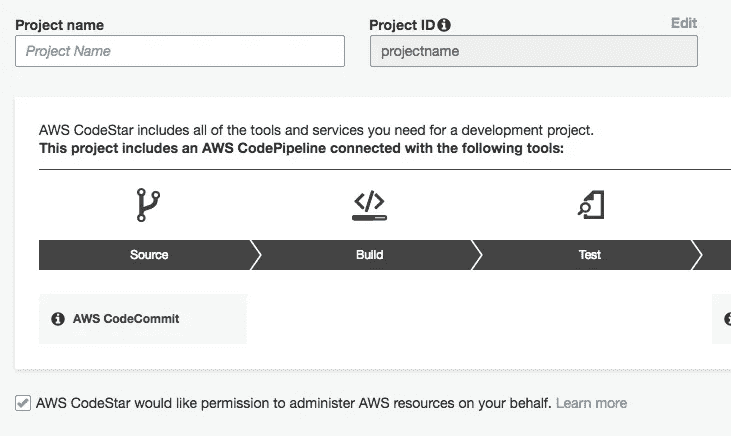 Project name
Project ID
Edit
Project Name
projectname
AWS CodeStar includes all of the tools and services you need for a development project.
This project includes an AWS CodePipeline connected with the following tools:
Source
Build
Test
AWS CodeCommit
AWS CodeStar would like permission to administer AWS resources on your behalf. Learn more